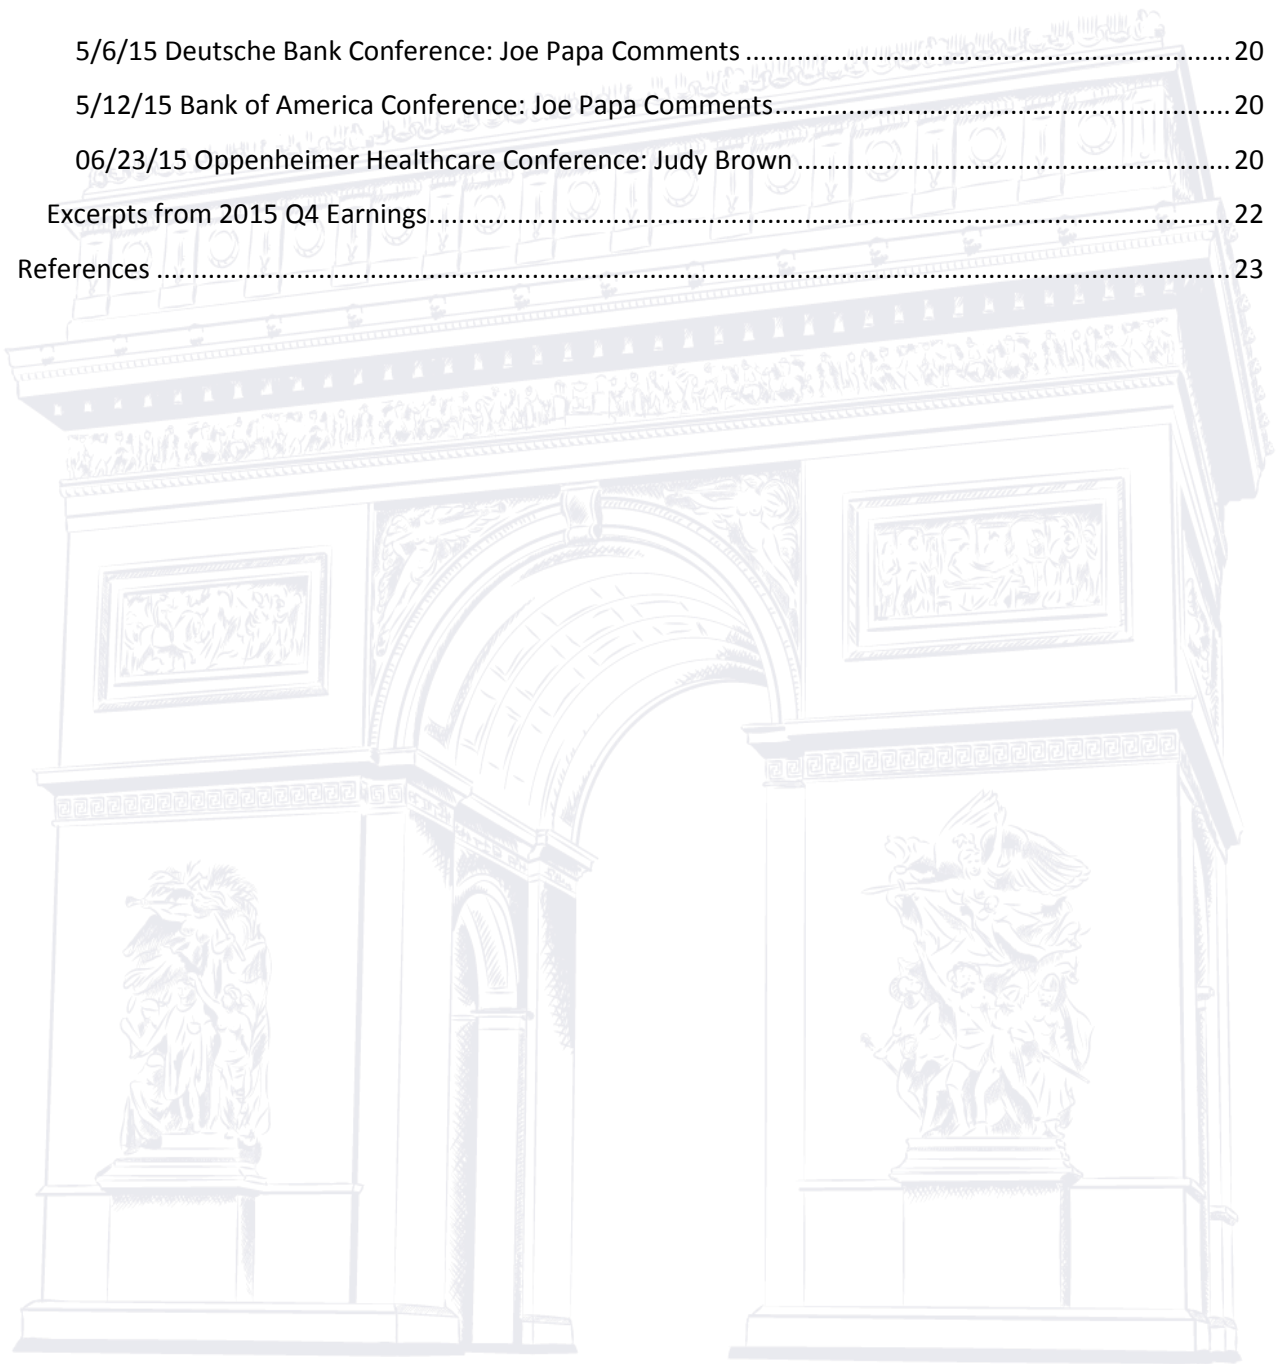 5/6/15 Deutsche Bank Conference: Joe Papa Comments ........................................................ 20
5/12/15 Bank of America Conference: Joe Papa Comments.................................................... 20
06/23/15 Oppenheimer Healthcare Conference: Judy Brown .................................................. 20
Excerpts from 2015 Q4 Earnings............................................................................................. 22
References ............................................................................................................................. 23